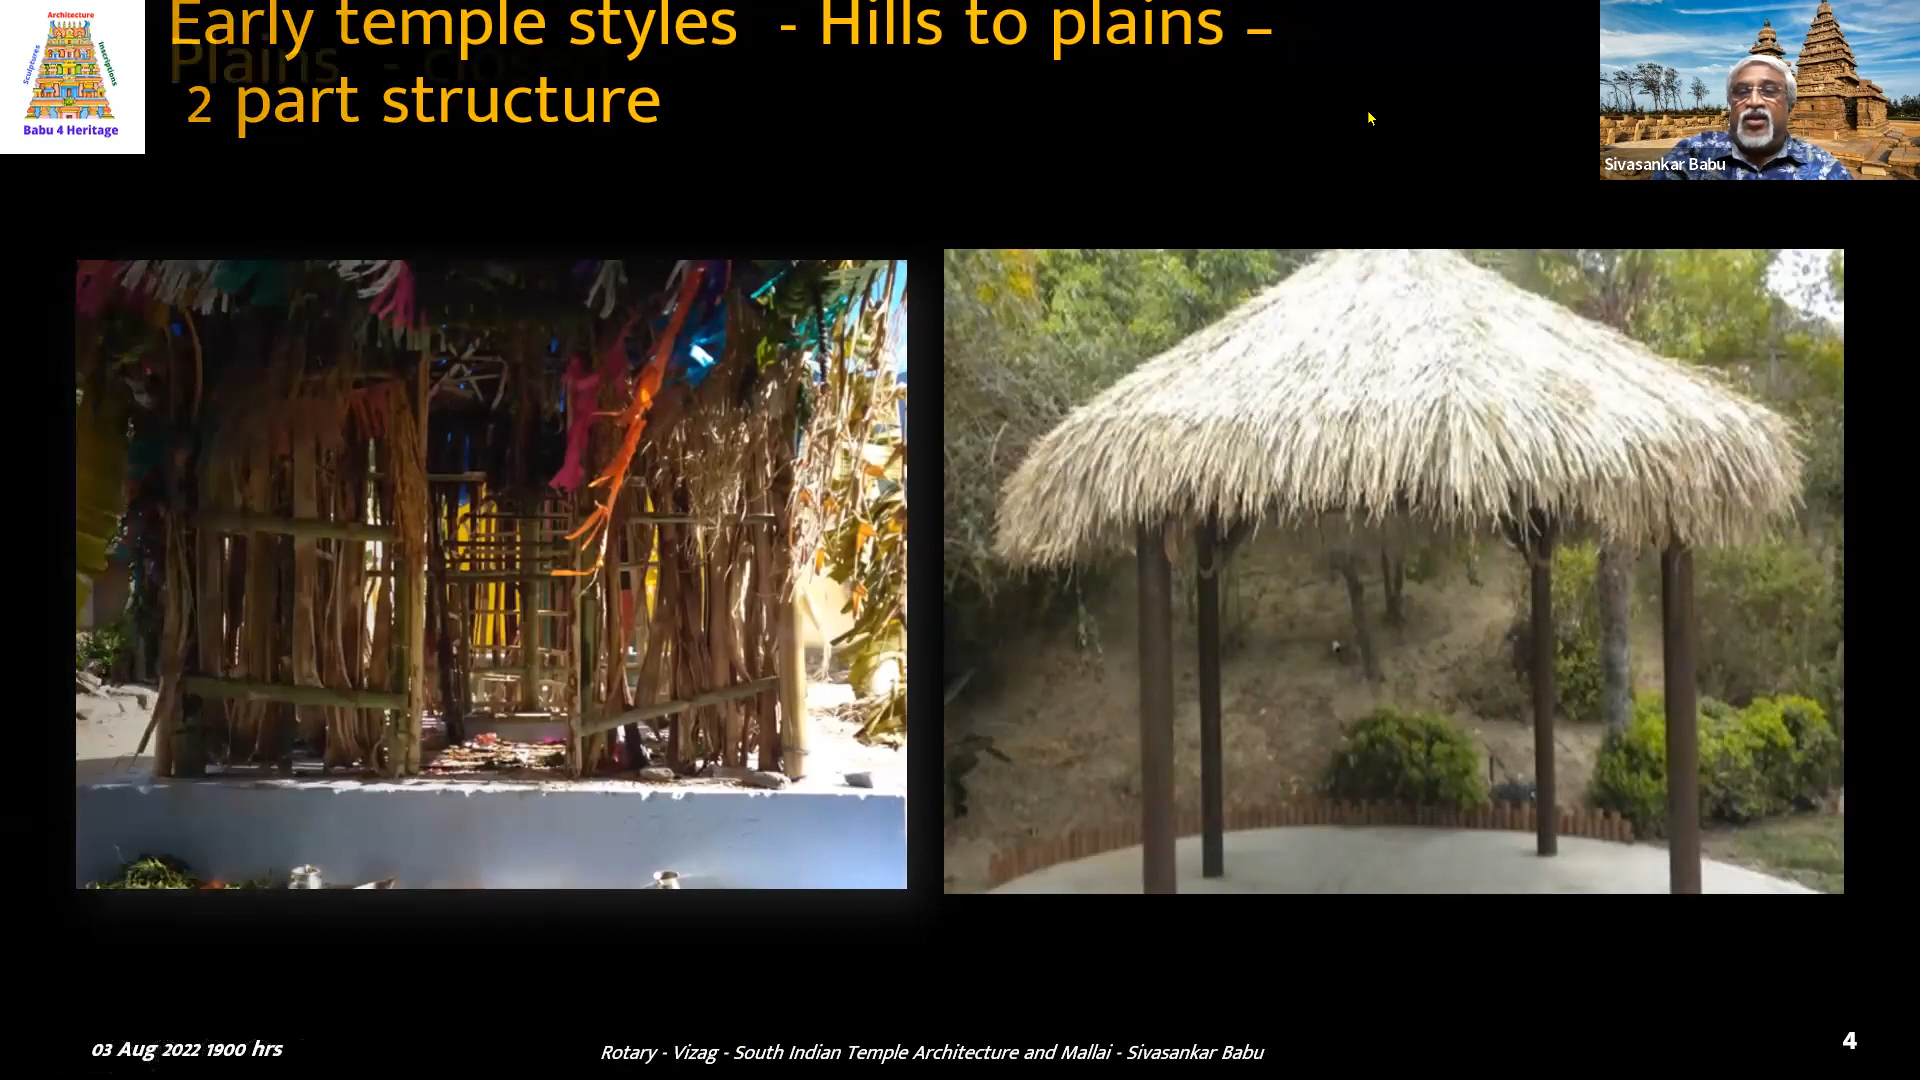 Architecture
Sculptures
Inscriptions
Babu 4 Heritage
Early temple styles - Hills to plains –
Plains - close
2 part structure
Sivasankar Babu
03 Aug 2022 1900 hrs
Rotary - Vizag - South Indian Temple Architecture and Mallai - Sivasankar Babu
4